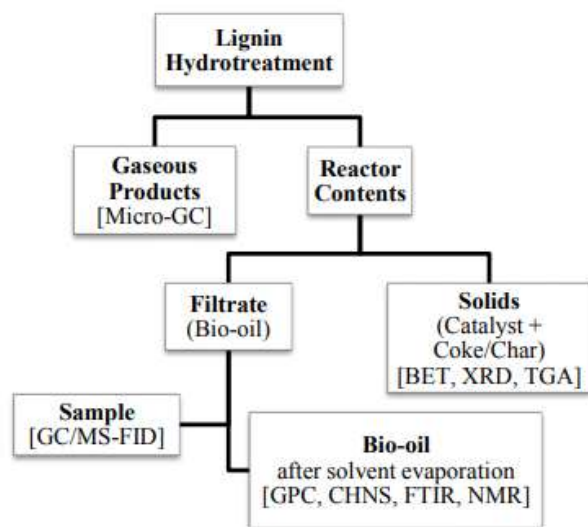 Lignin
Hydrotreatment
Gaseous
Products
[Micro-GC]
Reactor
Contents
Filtrate
(Bio-oil)
Solids
(Catalyst +
Coke/Char)
[BET, XRD, TGA]
Sample
[GC/MS-FID]
Bio-oil
after solvent evaporation
[GPC, CHNS, FTIR, NMR]